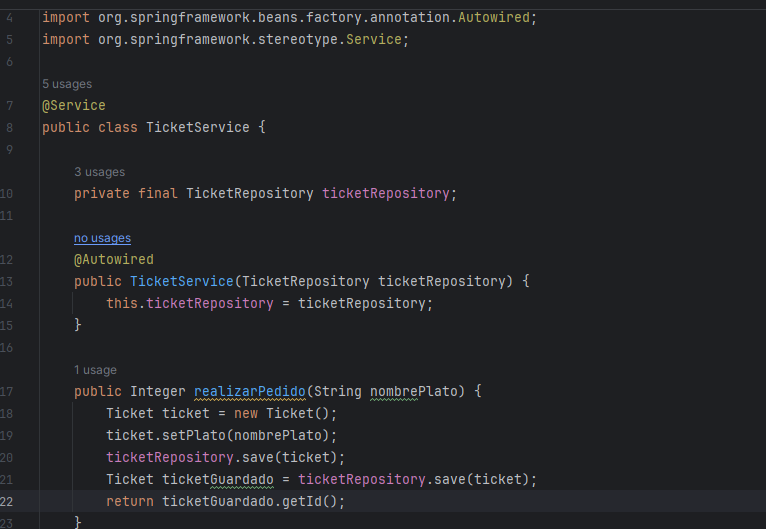 4 import org.springframework.beans.factory.annotation.Autowired;
5 import org.springframework.stereotype.Service;
6
5 usages
7 @Service
8 public class TicketService {
9
3 usages
10 private final TicketRepository ticketRepository;
11
no usages
12 @Autowired
13 public TicketService(TicketRepository ticketRepository) {
14 this.ticketRepository = ticketRepository;
15 }
16
1 usage
17 public Integer realizarPedido(String nombrePlato) {
18 Ticket ticket = new Ticket();
19 ticket.setPlato(nombrePlato);
20 ticketRepository.save(ticket);
21 Ticket ticketGuardado = ticketRepository.save(ticket);
22 return ticketGuardado.getId();
23 }